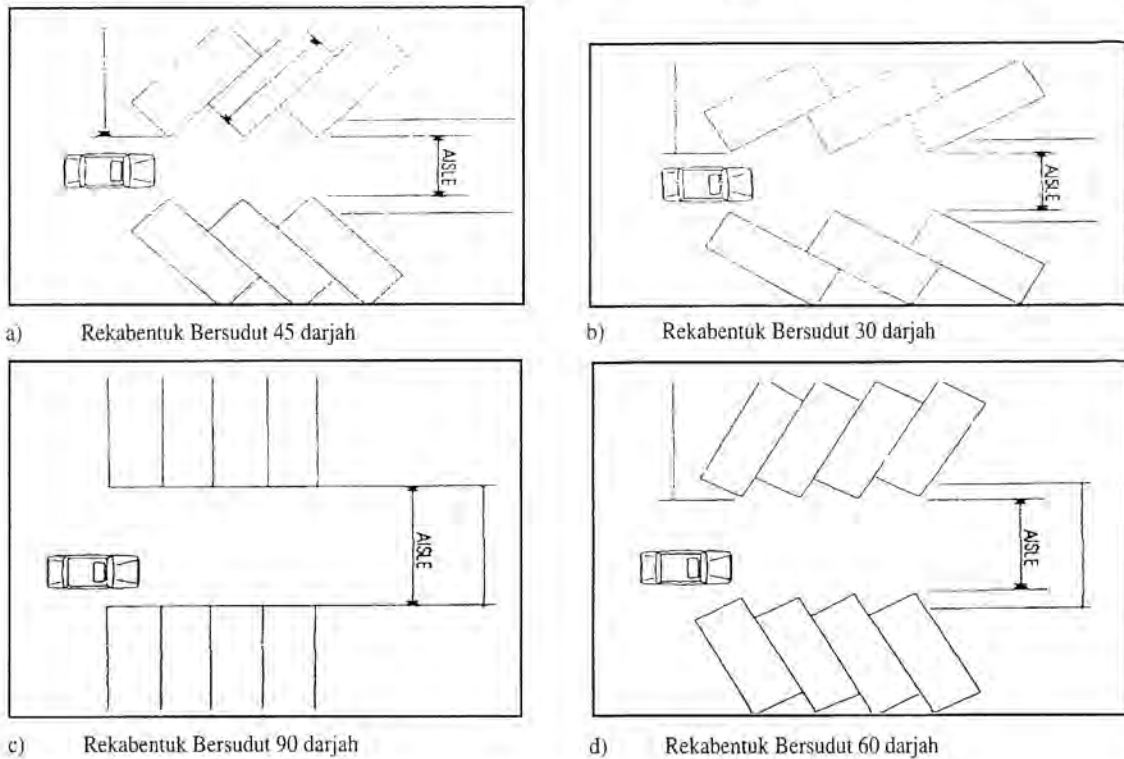 AISLE
AISLE
a) Rekabentuk Bersudut 45 darjah
b) Rekabentuk Bersudut 30 darjah
AISLE
AISLE
c) Rekabentuk Bersudut 90 darjah
d) Rekabentuk Bersudut 60 darjah